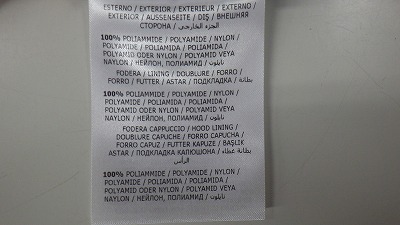 ESTERNO / EXTERIOR / EXTERIEUR / EXTERNO /
EXTERIOR / AUSSENSEITE / DIŞ / ВНЕШНЯЯ
СТОРОНА / الجزء الخارجي
100% POLIAMMIDE / POLYAMIDE / NYLON /
POLYAMIDE / POLIAMIDA / POLIAMIDA /
POLYAMID ODER NYLON / POLYAMID VEYA
NAYLON / НЕЙЛОН, ПОЛИАМИД / نايلون
FODERA / LINING / DOUBLURE / FORRO /
FORRO / FUTTER / ASTAR / ПОДКЛАДКА / بطانة
100% POLIAMMIDE / POLYAMIDE / NYLON /
POLYAMIDE / POLIAMIDA / POLIAMIDA /
POLYAMID ODER NYLON / POLYAMID VEYA
NAYLON / НЕЙЛОН, ПОЛИАМИД / نايلون
FODERA CAPPUCCIO / HOOD LINING /
DOUBLURE CAPUCHE / FORRO CAPUCHA /
FORRO CAPUZ / FUTTER KAPUZE / BAŞLIK
ASTAR / ПОДКЛАДКА КАПЮШОНА / بطانة غطاء
الرأس
100% POLIAMMIDE / POLYAMIDE / NYLON /
POLYAMIDE / POLIAMIDA / POLIAMIDA /
POLYAMID ODER NYLON / POLYAMID VEYA
NAYLON / НЕЙЛОН, ПОЛИАМИД / نايلون